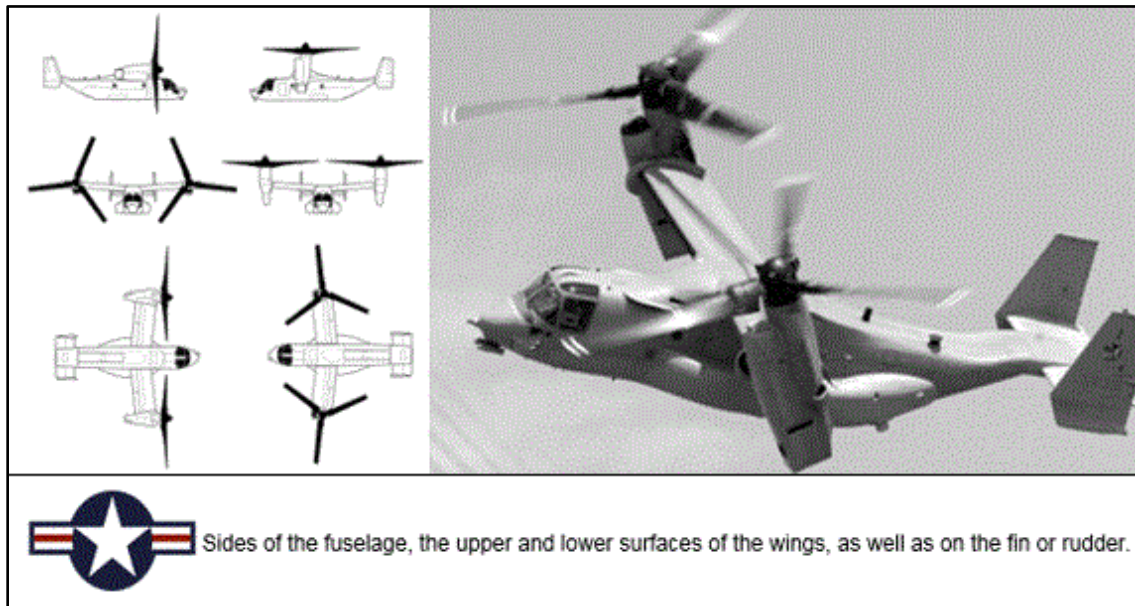 Sides of the fuselage, the upper and lower surfaces of the wings, as well as on the fin or rudder.